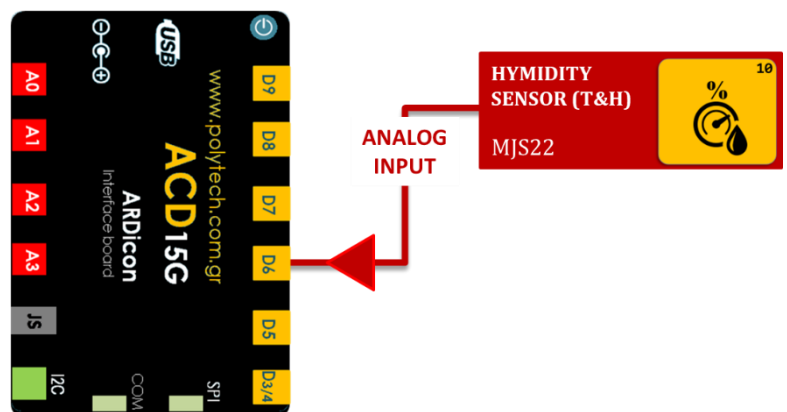 USB
A0
A1
A2
A3
JS
I2C
COM
SPI
www.polytech.com.gr
ACD15G
ARDicon
Interface board
D9
D8
D7
D6
D5
D3/4
ANALOG
INPUT
HYMIDITY
SENSOR (T&H)
MJS22
10
%